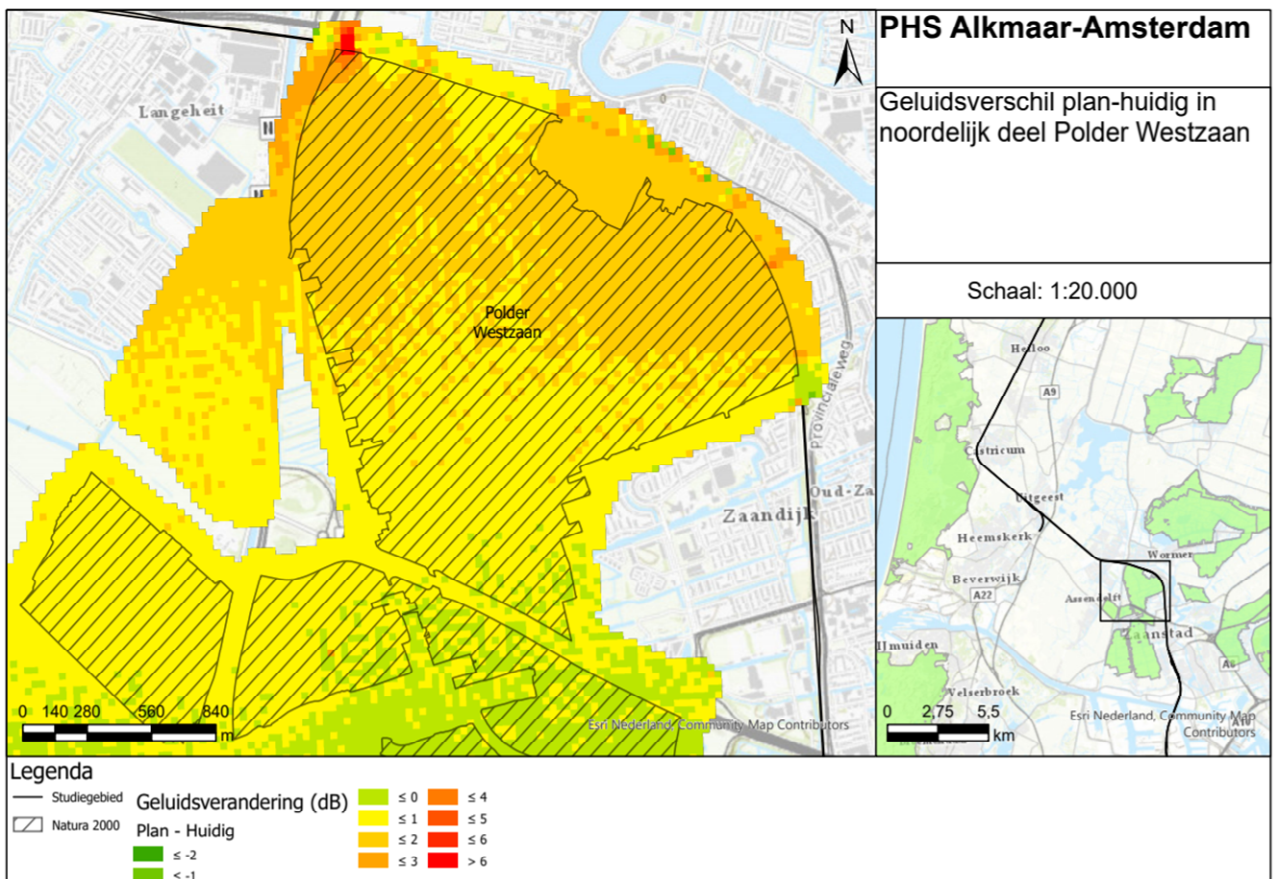 PHS Alkmaar-Amsterdam
Geluidsverschil plan-huidig in
noordelijk deel Polder Westzaan
Schaal: 1:20.000
N
Langeheit
N
Polder
Westzaan
Provincialeweg
Oud-Za
Zaandijk
0 140 280 560 840
m
Esri Nederland, Community Map Contributors
Heiloo
A9
Castricum
Uitgeest
Heemskerk
Wormer
Beverwijk
A22
Assendelft
Zaanstad
IJmuiden
Velserbroek
0 2,75 5,5
km
Esri Nederland, Community Map
Contributors
Legenda
Studiegebied
Natura 2000
Geluidsverandering (dB)
Plan - Huidig
≤ -2
≤ -1
≤ 0
≤ 1
≤ 2
≤ 3
≤ 4
≤ 5
≤ 6
> 6